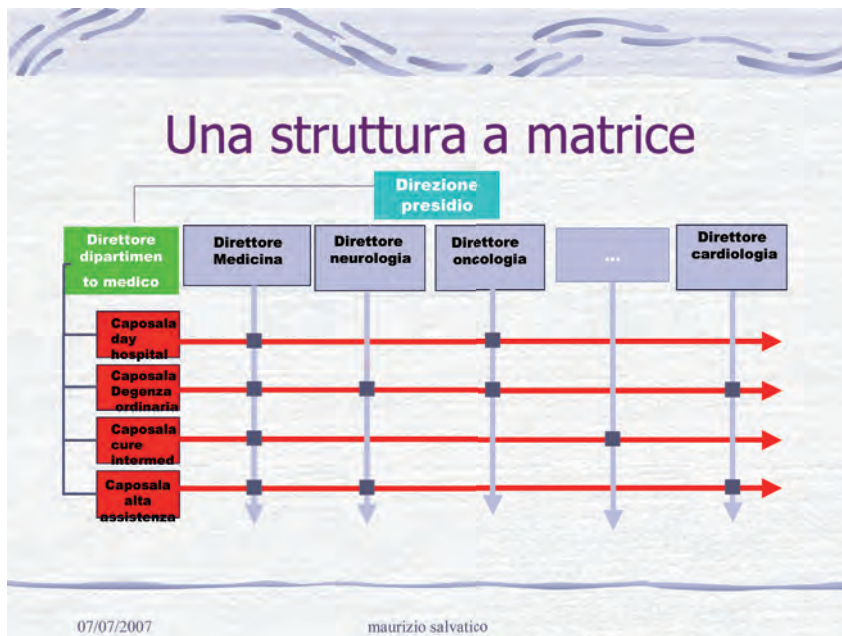 Una struttura a matrice
Direzione
presidio
Direttore
dipartimen
to medico
Direttore
Medicina
Direttore
neurologia
Direttore
oncologia
...
Direttore
cardiologia
Caposala
day
hospital
Caposala
Degenza
ordinaria
Caposala
cure
intermed
Caposala
alta
assistenza
07/07/2007
maurizio salvatico